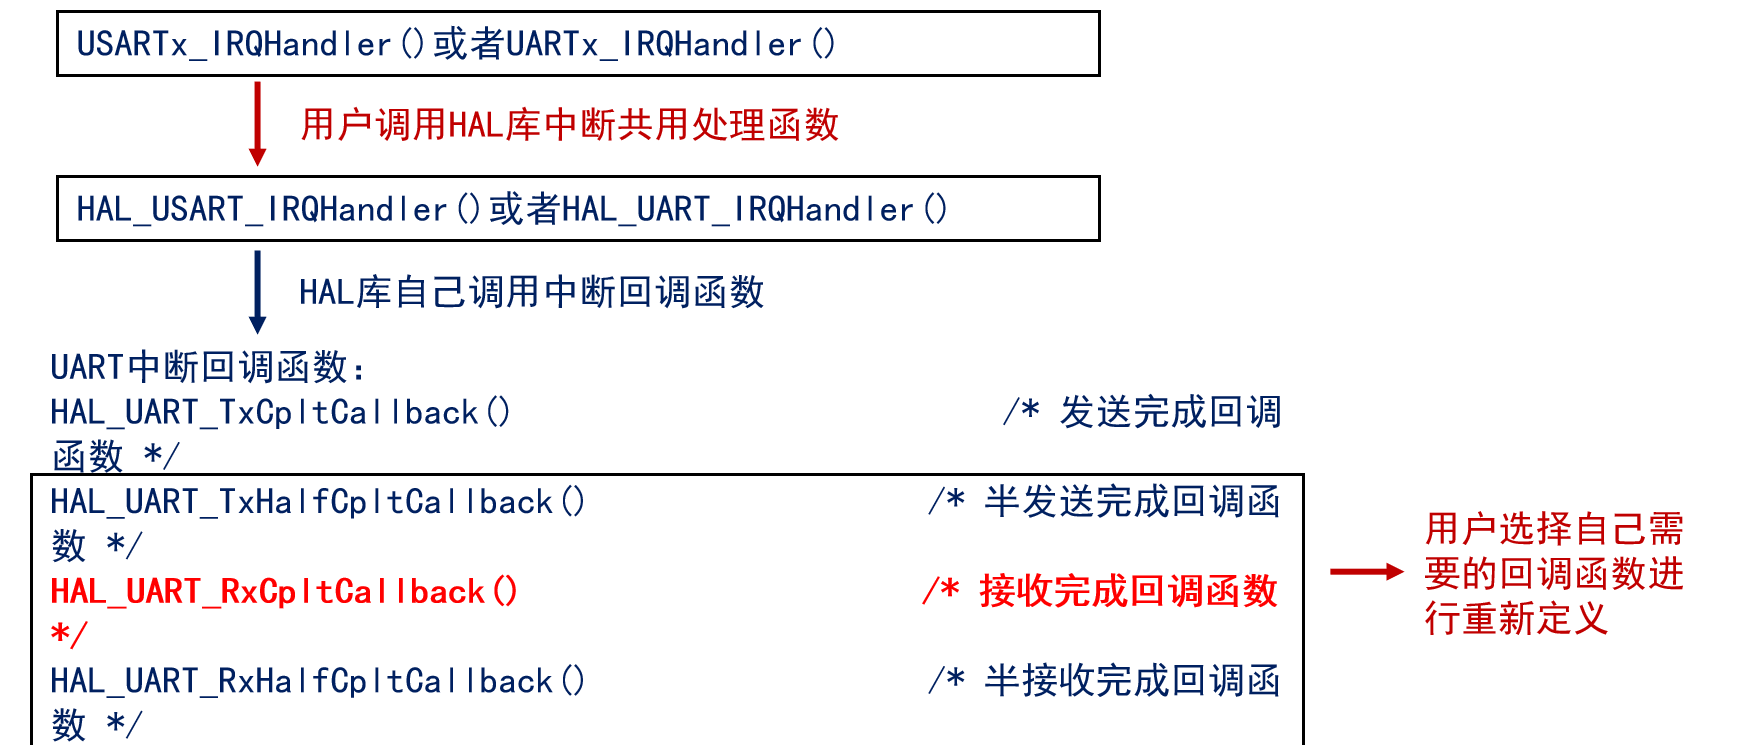 USARTx_IRQHandler()或者UARTx_IRQHandler()
用户调用HAL库中断共用处理函数
HAL_USART_IRQHandler()或者HAL_UART_IRQHandler()
HAL库自己调用中断回调函数
UART中断回调函数：
HAL_UART_TxCpltCallback() /* 发送完成回调
函数 */
HAL_UART_TxHalfCpltCallback() /* 半发送完成回调函
数 */
HAL_UART_RxCpltCallback() /* 接收完成回调函数
*/
HAL_UART_RxHalfCpltCallback() /* 半接收完成回调函
数 */
用户选择自己需
要的回调函数进
行重新定义